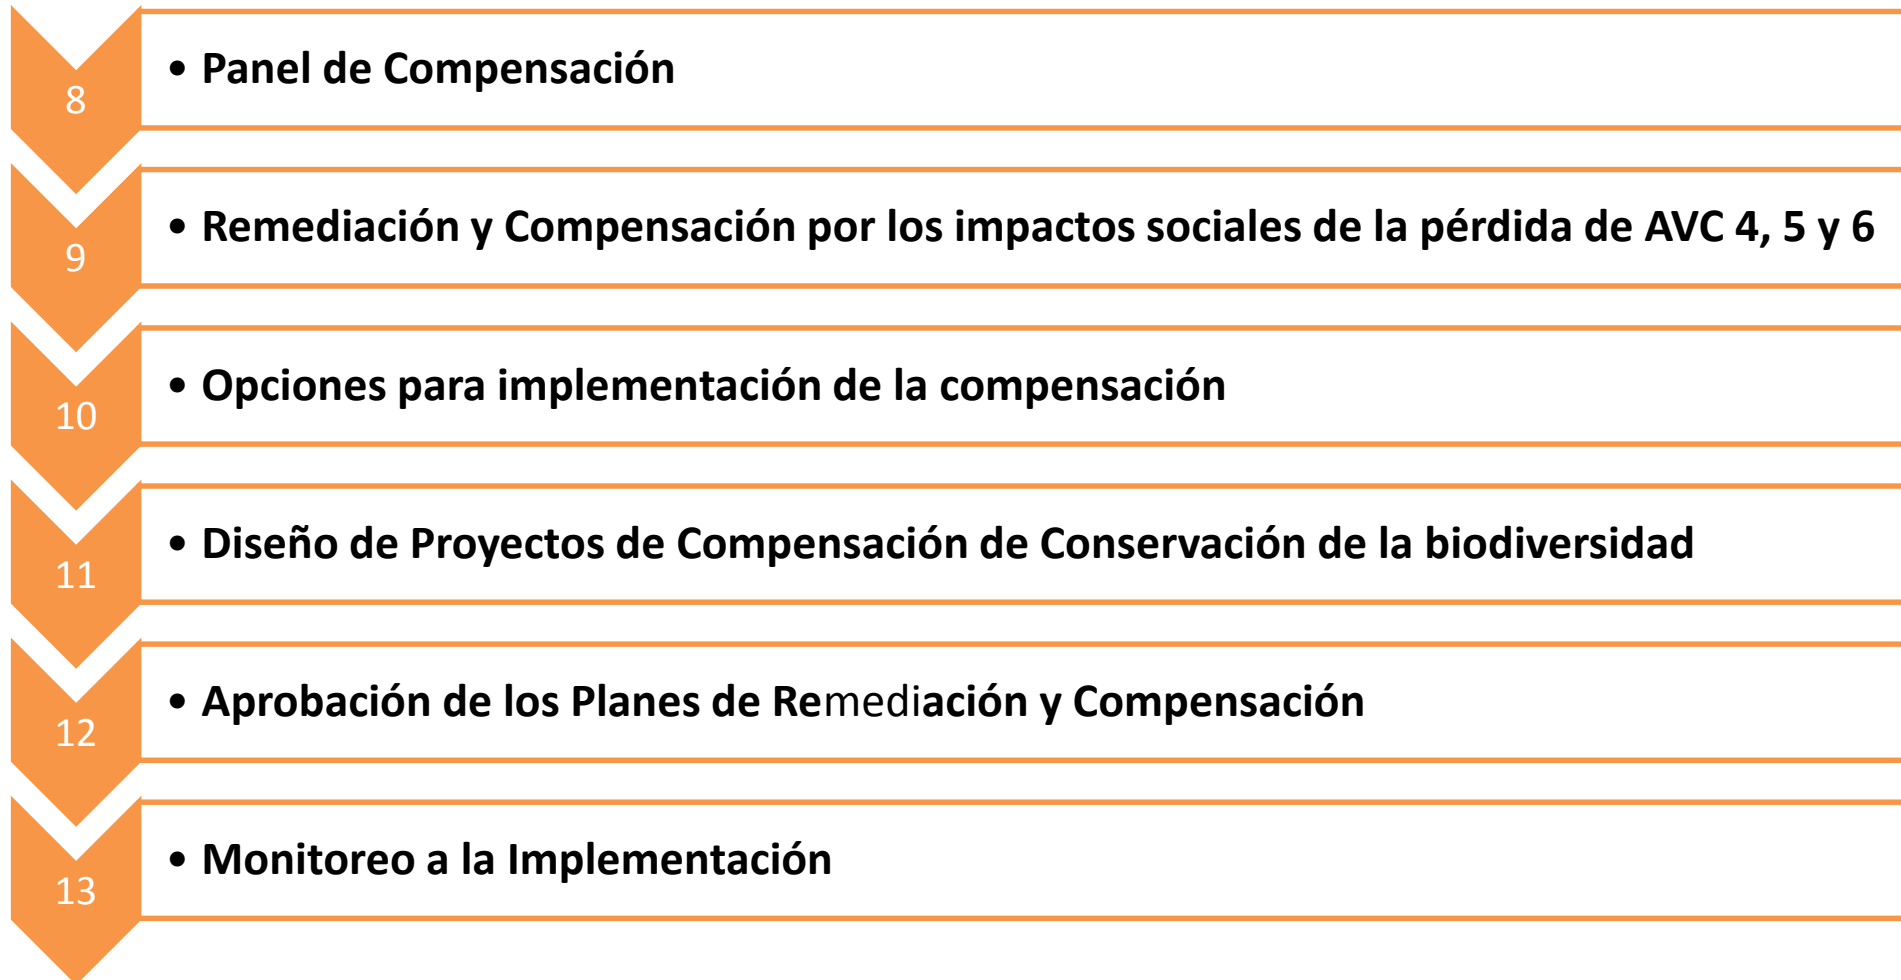 8
• Panel de Compensación
9
• Remediación y Compensación por los impactos sociales de la pérdida de AVC 4, 5 y 6
10
• Opciones para implementación de la compensación
11
• Diseño de Proyectos de Compensación de Conservación de la biodiversidad
12
• Aprobación de los Planes de Remediación y Compensación
13
• Monitoreo a la Implementación